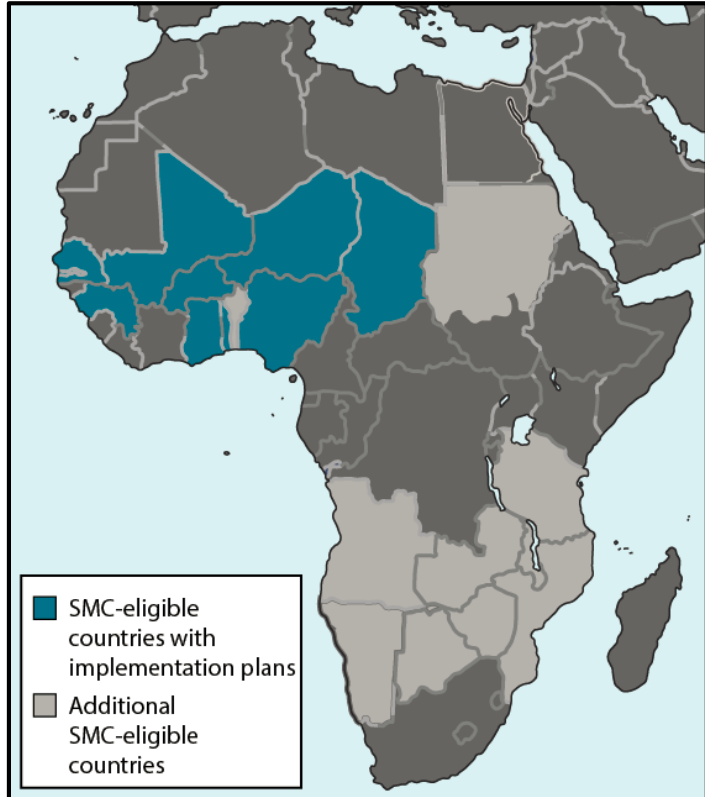 SMC-eligible
countries with
implementation plans
Additional
SMC-eligible
countries